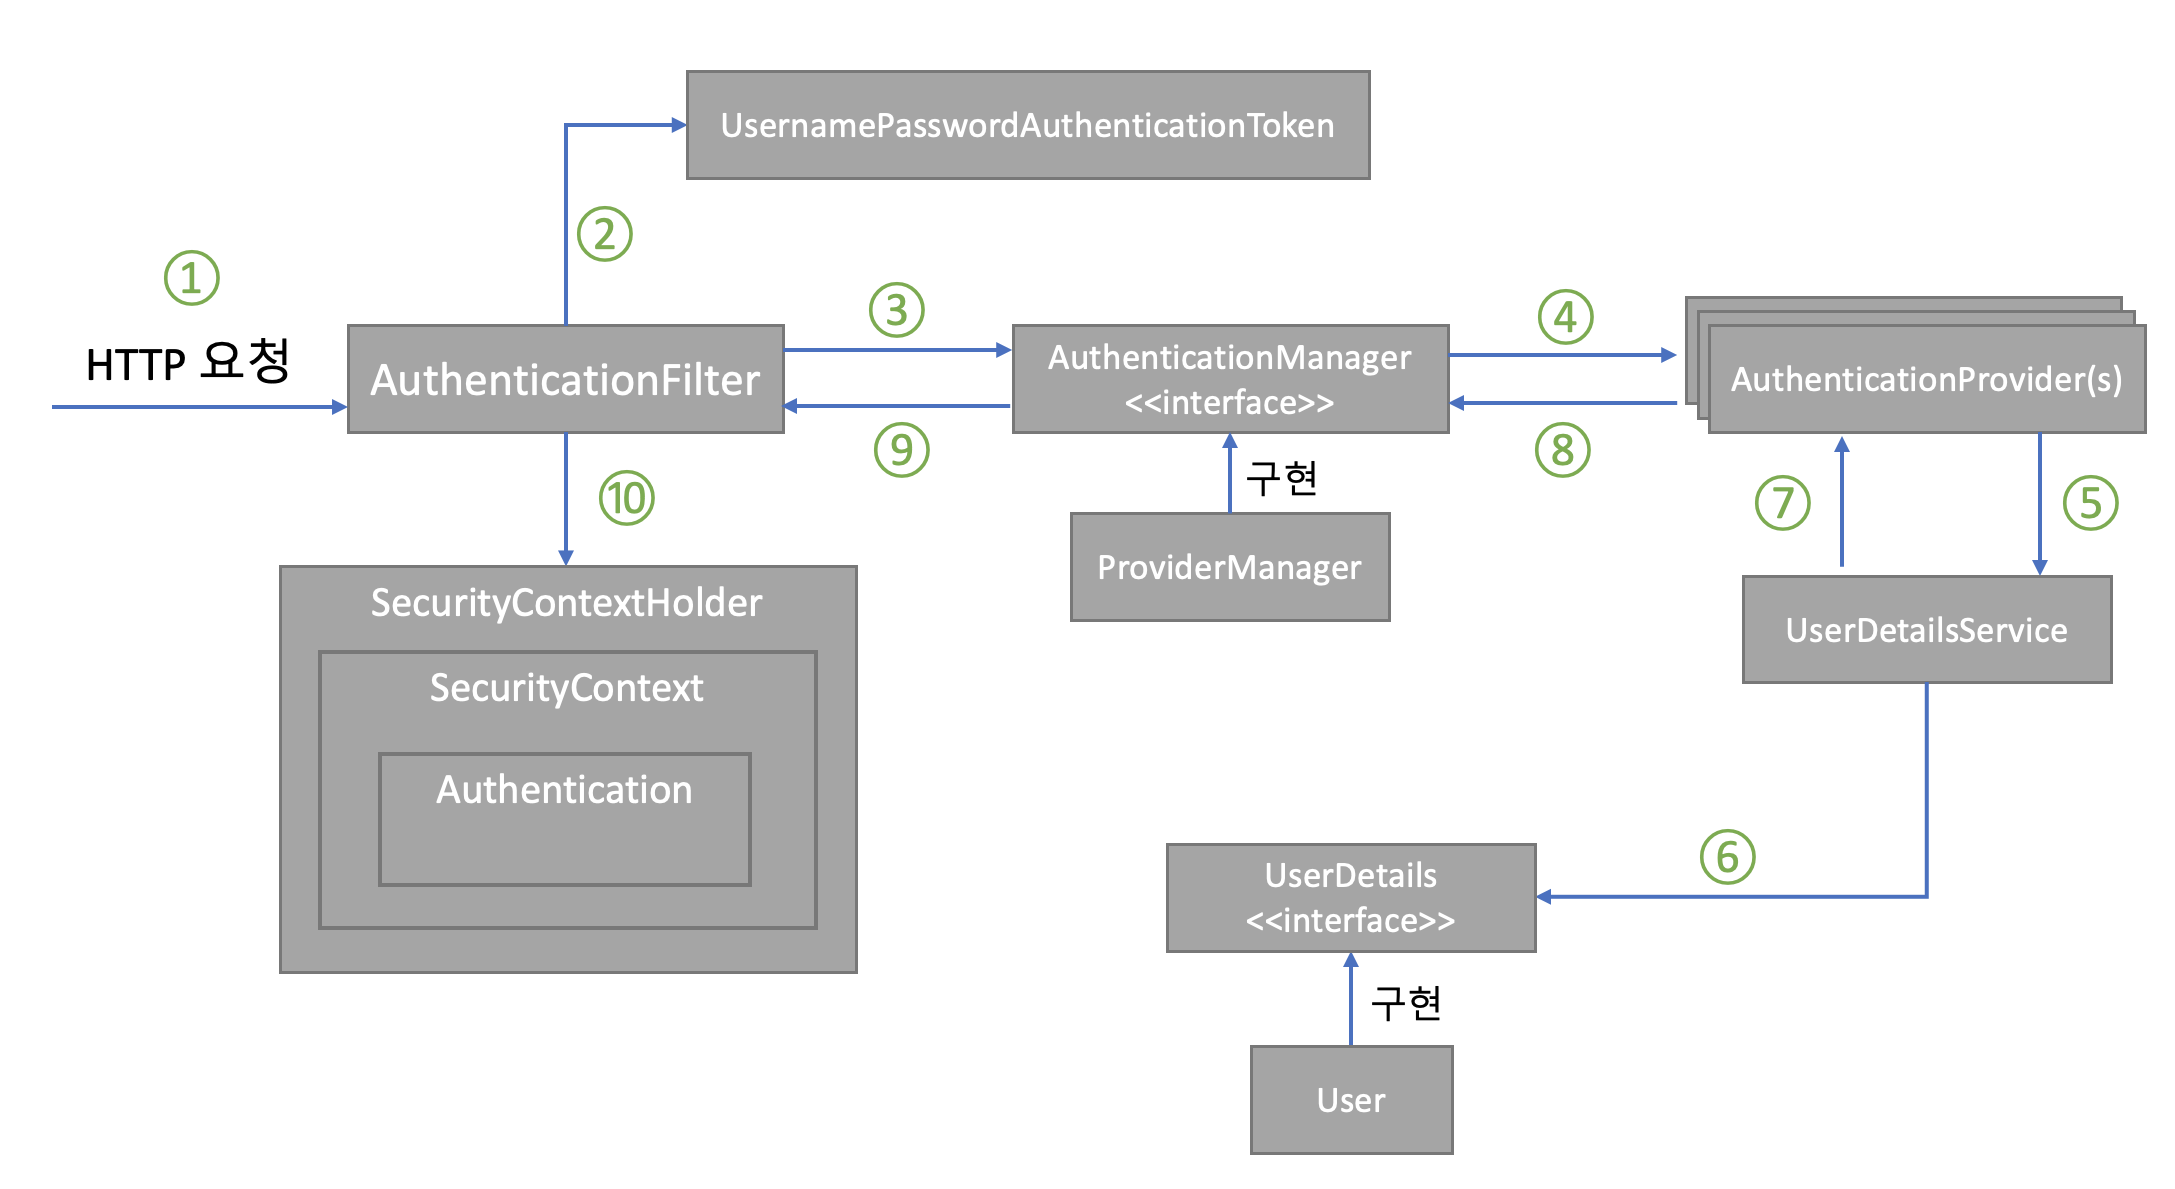 UsernamePasswordAuthenticationToken
②
①
HTTP 요청
AuthenticationFilter
③
AuthenticationManager
<<interface>>
④
AuthenticationProvider(s)
⑨
⑧
구현
⑩
⑦
⑤
ProviderManager
SecurityContextHolder
UserDetailsService
SecurityContext
Authentication
⑥
UserDetails
<<interface>>
구현
User